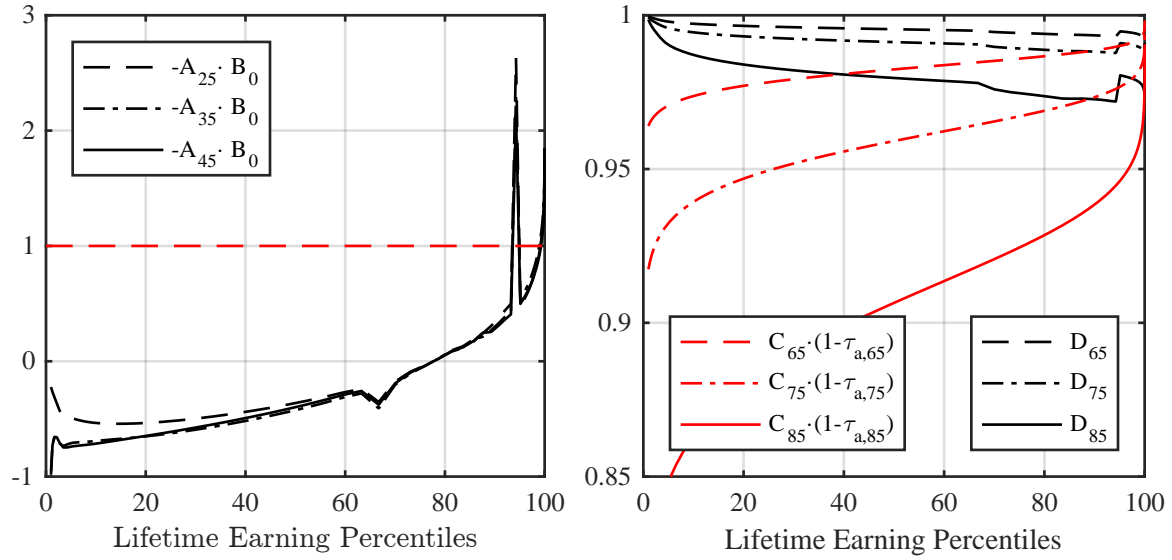 3
2
1
0
-1
-A25· B0
-A35· B0
-A45· B0
0 20 40 60 80 100
Lifetime Earning Percentiles
1
0.95
0.9
0.85
C65·(1-τa,65)
C75·(1-τa,75)
C85·(1-τa,85)
D65
D75
D85
0 20 40 60 80 100
Lifetime Earning Percentiles